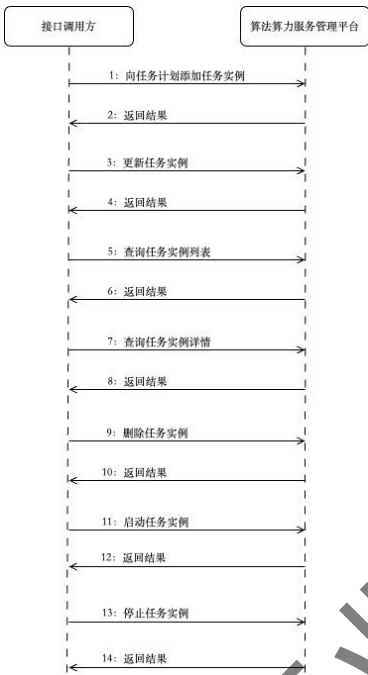 接口调用方
算法算力服务管理平台
1：向任务计划添加任务实例
2：返回结果
3：更新任务实例
4：返回结果
5：查询任务实例列表
6：返回结果
7：查询任务实例详情
8：返回结果
9：删除任务实例
10：返回结果
11：启动任务实例
12：返回结果
13：停止任务实例
14：返回结果